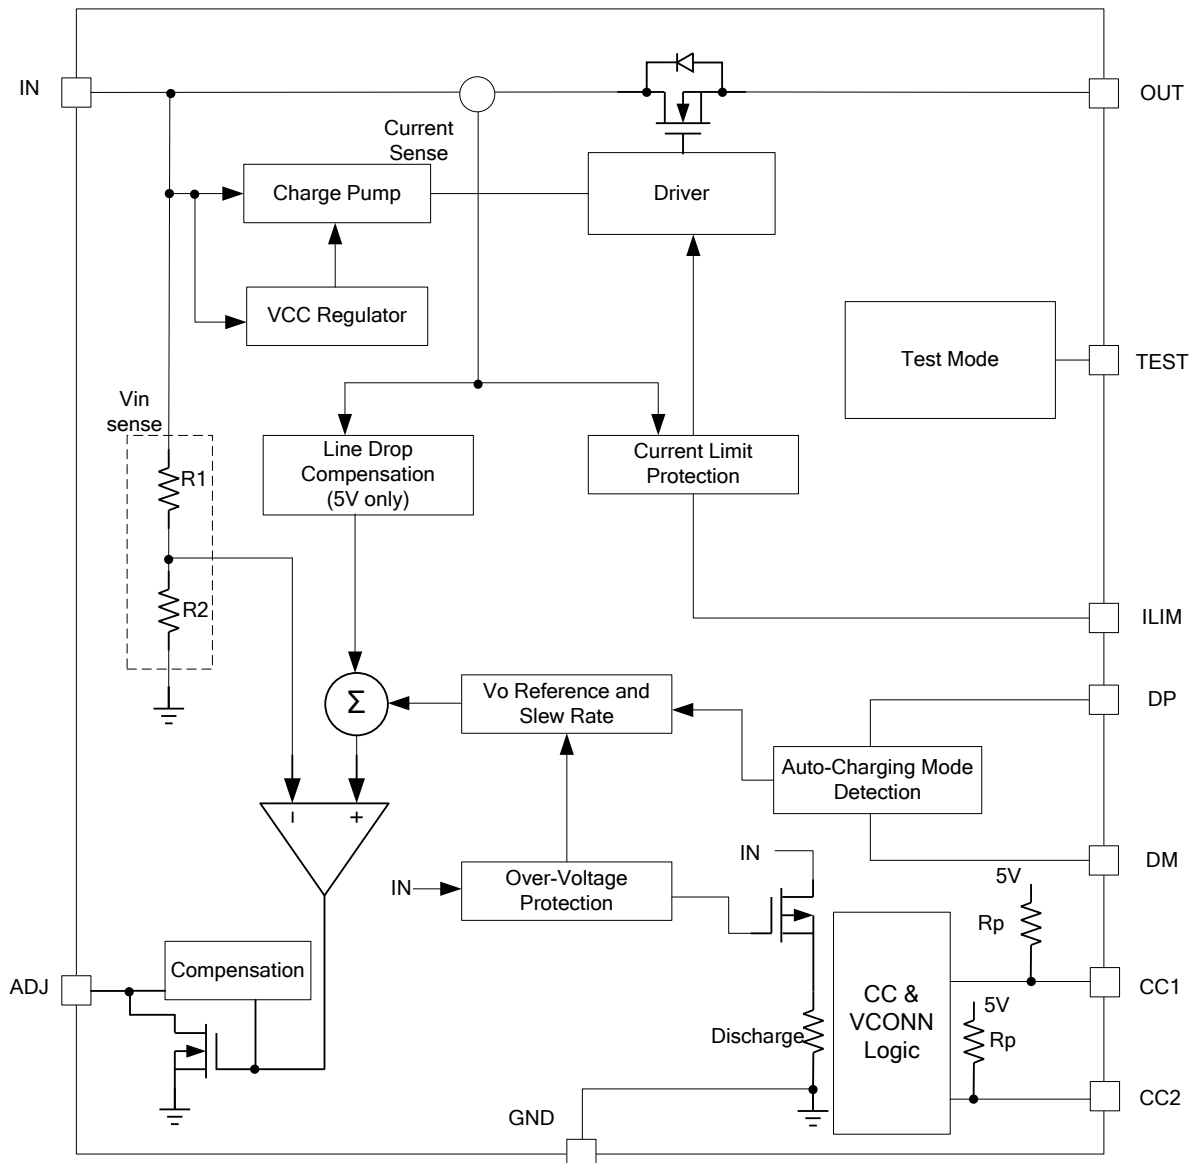 IN
OUT
Current
Sense
Charge Pump
Driver
VCC Regulator
Test Mode
TEST
Vin
sense
R1
R2
Line Drop
Compensation
(5V only)
Current Limit
Protection
ILIM
Σ
Vo Reference and
Slew Rate
DP
Auto-Charging Mode
Detection
DM
− +
IN
Over-Voltage
Protection
IN
5V
Rp
ADJ
Compensation
CC &
VCONN
Logic
CC1
5V
Rp
Discharge
CC2
GND